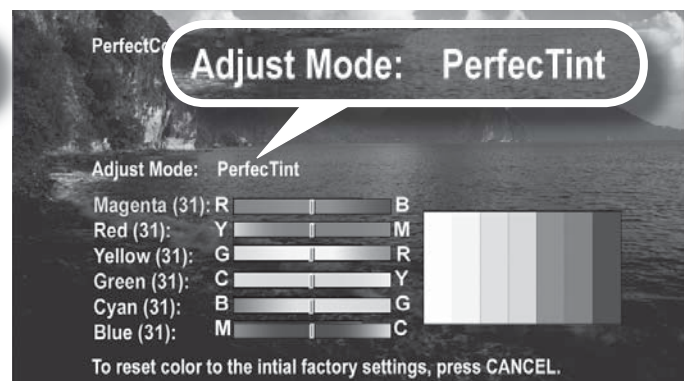 PerfectCo
Adjust Mode: PerfecTint
Adjust Mode: PerfecTint
Magenta (31): R B
Red (31): Y M
Yellow (31): G R
Green (31): C Y
Cyan (31): B G
Blue (31): M C
To reset color to the intial factory settings, press CANCEL.